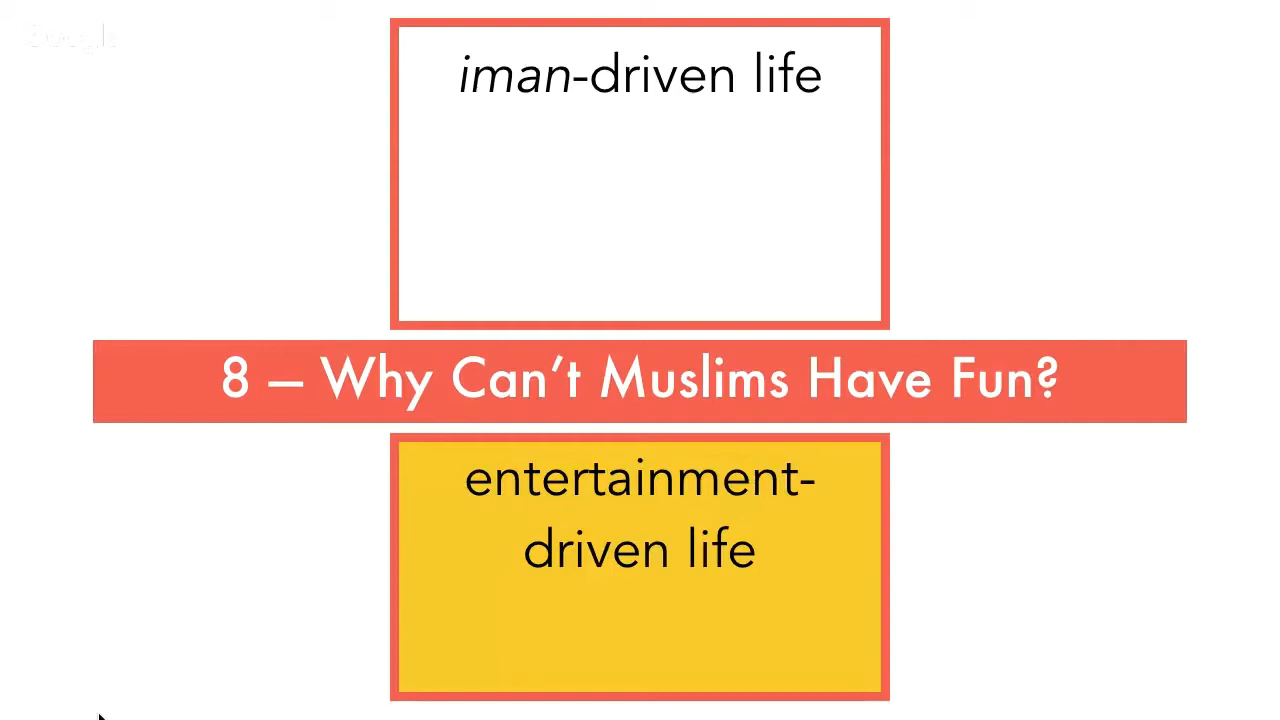 iman-driven life
8 — Why Can’t Muslims Have Fun?
entertainment-
driven life